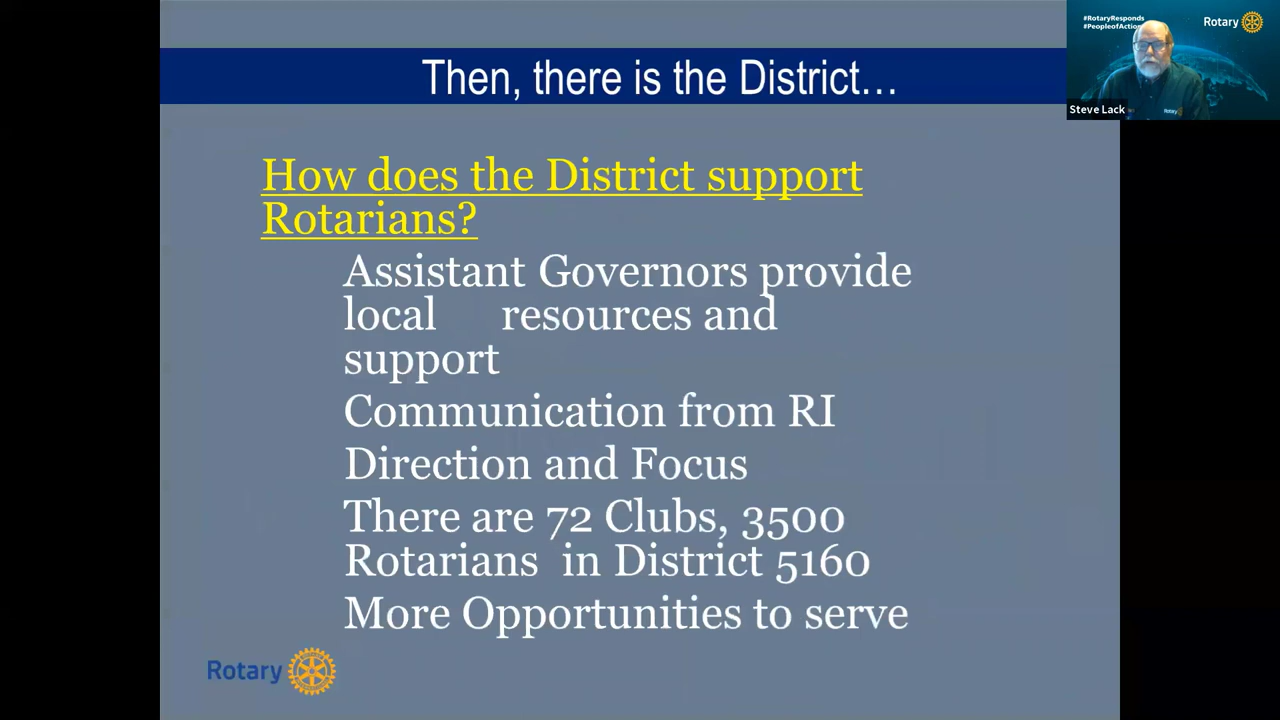 Then, there is the District...
#RotaryResponds
#PeopleofAction
Rotary
Rotary
Steve Lack
How does the District support
Rotarians?
Assistant Governors provide
local resources and
support
Communication from RI
Direction and Focus
There are 72 Clubs, 3500
Rotarians in District 5160
More Opportunities to serve
Rotary